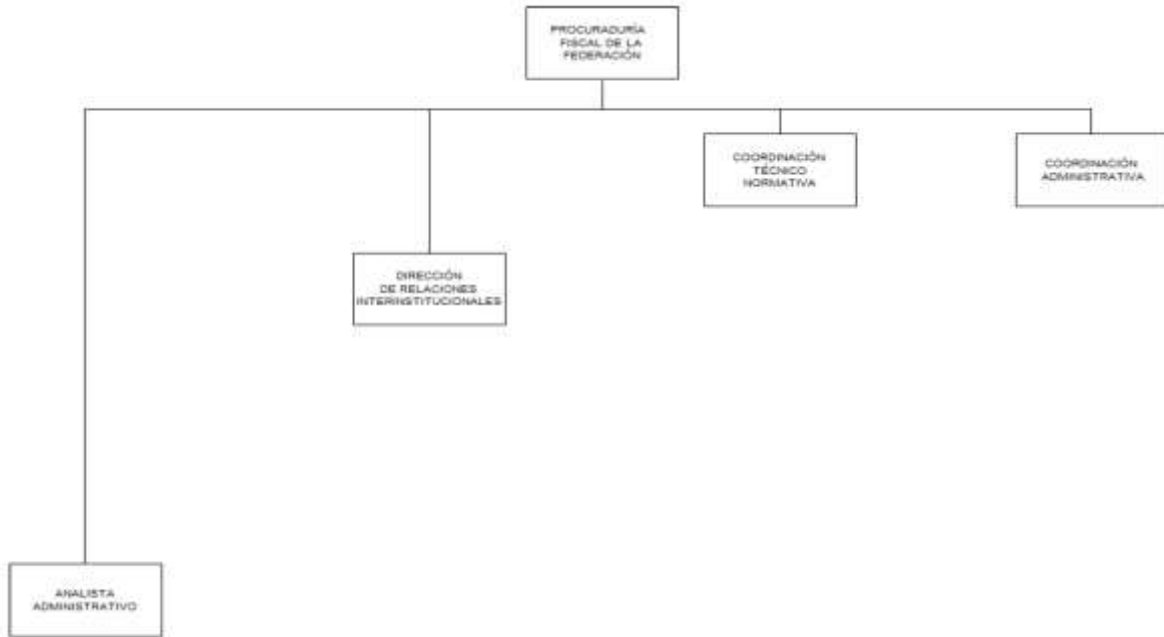 PROCURADURÍA
FISCAL DE LA
FEDERACIÓN
COORDINACIÓN
TÉCNICO
NORMATIVA
COORDINACIÓN
ADMINISTRATIVA
DIRECCIÓN
DE RELACIONES
INTERINSTITUCIONALES
ANALISTA
ADMINISTRATIVO